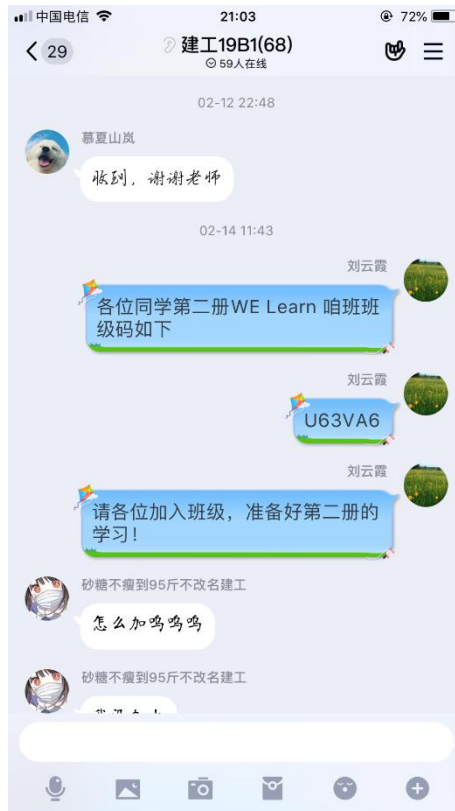 中国电信
21:03
72%
29
建工19B1(68)
59人在线
02-12 22:48
慕夏山岚
收到，谢谢老师
02-14 11:43
刘云霞
各位同学第二册WE Learn 咱班班
级码如下
刘云霞
U63VA6
刘云霞
请各位加入班级，准备好第二册的
学习！
砂糖不瘦到95斤不改名建工
怎么加呜呜呜
砂糖不瘦到95斤不改名建工